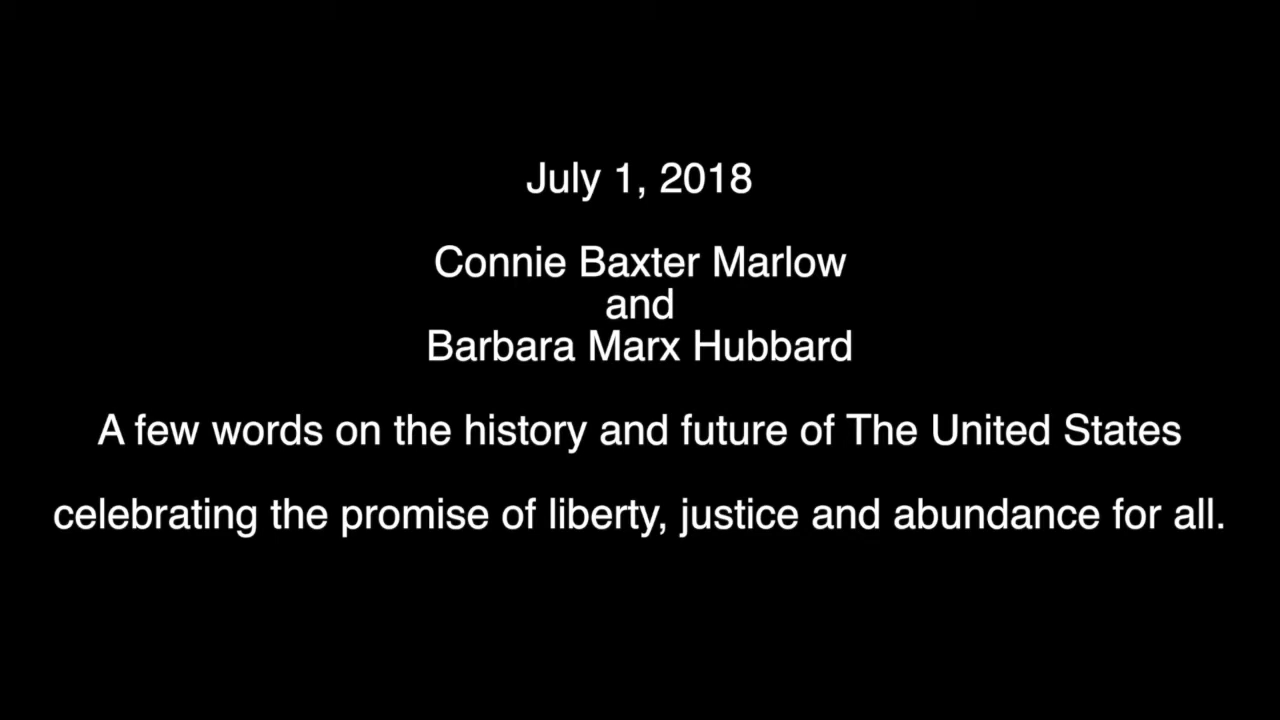 July 1, 2018
Connie Baxter Marlow
and
Barbara Marx Hubbard
A few words on the history and future of The United States
celebrating the promise of liberty, justice and abundance for all.